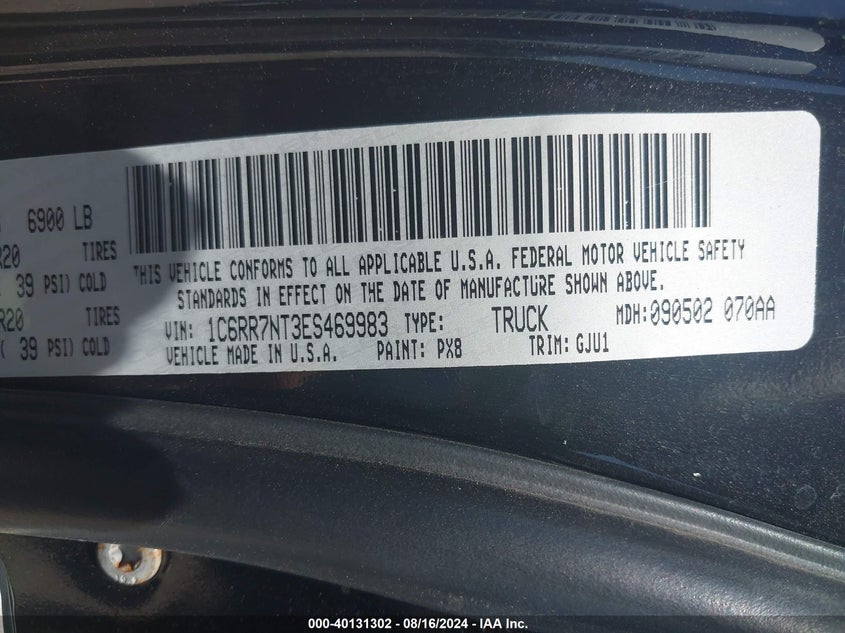 6900 LB
R20 TIRES
( 39 PSI) COLD
R20 TIRES
( 39 PSI) COLD
THIS VEHICLE CONFORMS TO ALL APPLICABLE U.S.A. FEDERAL MOTOR VEHICLE SAFETY
STANDARDS IN EFFECT ON THE DATE OF MANUFACTURE SHOWN ABOVE.
VIN: 1C6RR7NT3ES469983 TYPE: TRUCK MDH:090502 070AA
VEHICLE MADE IN U.S.A. PAINT: PX8 TRIM: GJU1
000-40131302 - 08/16/2024 - IAA Inc.